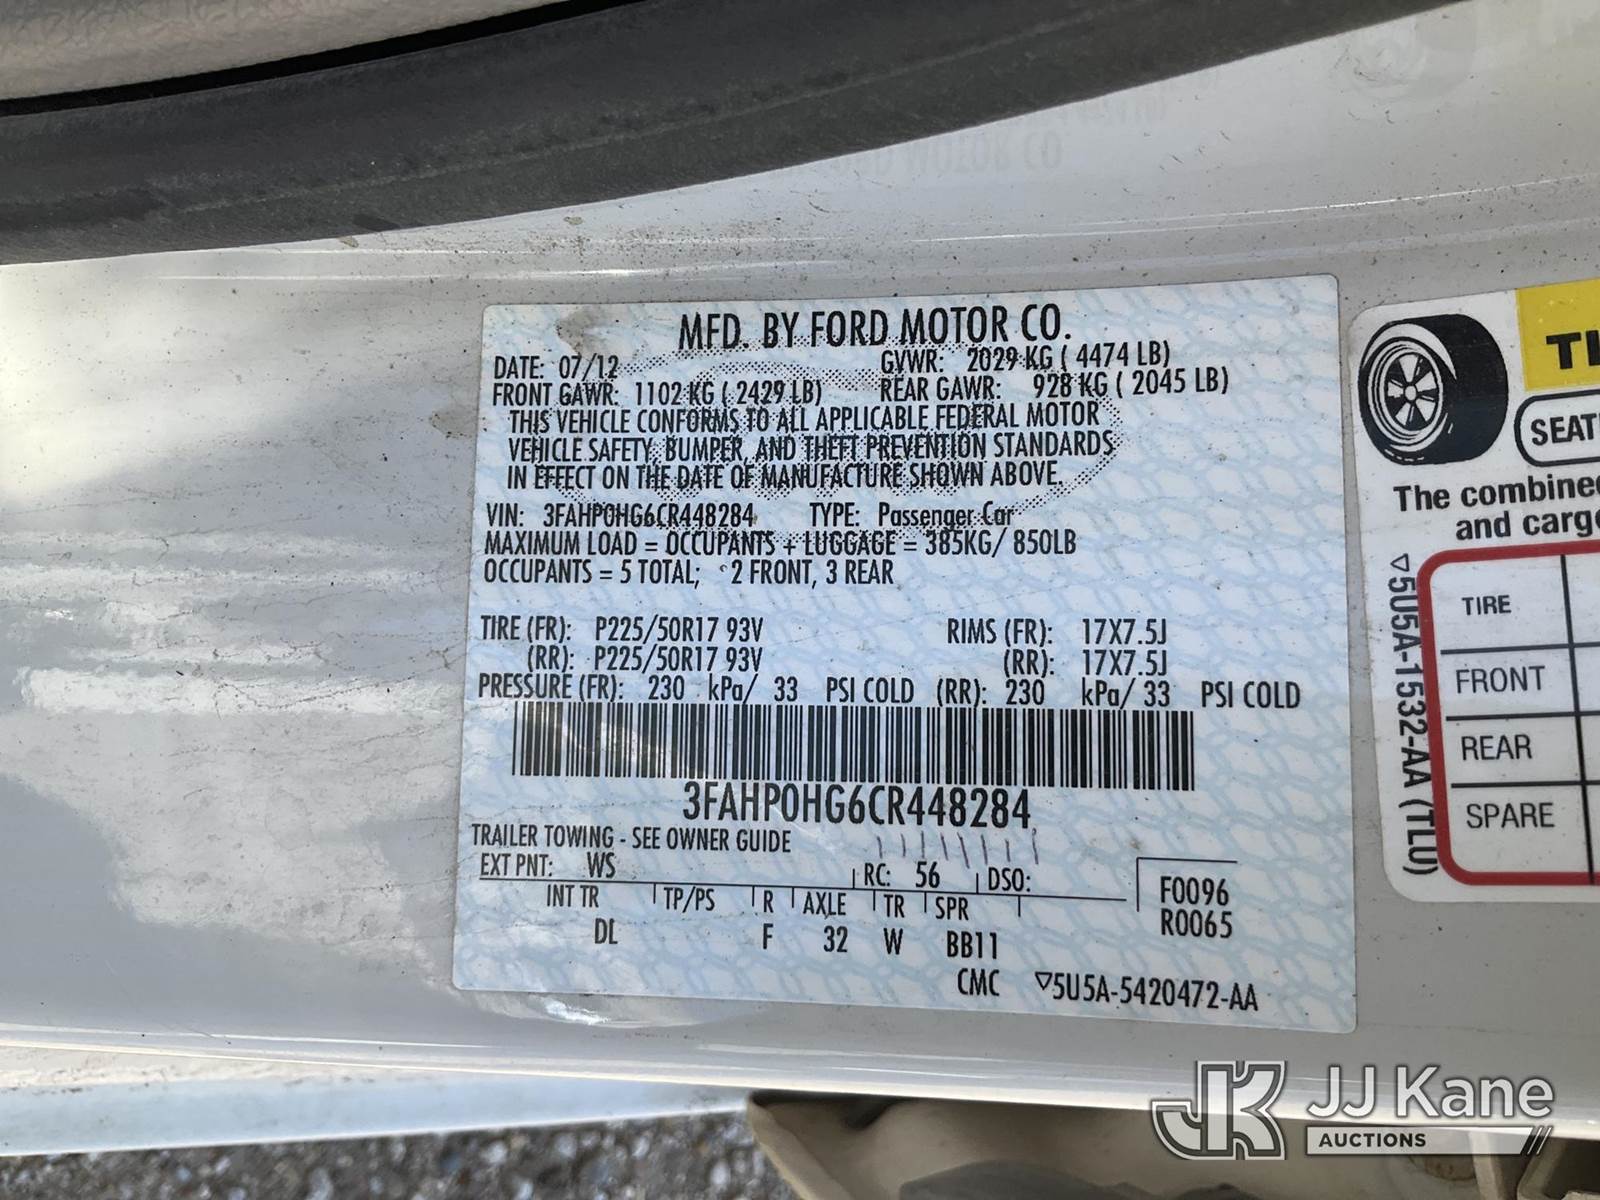 MFD. BY FORD MOTOR CO.
DATE: 07/12 GVWR: 2029 KG ( 4474 LB)
FRONT GAWR: 1102 KG ( 2429 LB) REAR GAWR: 928 KG ( 2045 LB)
THIS VEHICLE CONFORMS TO ALL APPLICABLE FEDERAL MOTOR
VEHICLE SAFETY, BUMPER, AND THEFT PREVENTION STANDARDS
IN EFFECT ON THE DATE OF MANUFACTURE SHOWN ABOVE.
VIN: 3FAHP0HG6CR448284 TYPE: Passenger Car
MAXIMUM LOAD = OCCUPANTS + LUGGAGE = 385KG/ 850LB
OCCUPANTS = 5 TOTAL; 2 FRONT, 3 REAR
TIRE (FR): P225/50R17 93V RIMS (FR): 17X7.5J
(RR): P225/50R17 93V (RR): 17X7.5J
PRESSURE (FR): 230 kPa/ 33 PSI COLD (RR): 230 kPa/ 33 PSI COLD
3FAHP0HG6CR448284
TRAILER TOWING - SEE OWNER GUIDE
EXT PNT: WS RC: 56 DSO:
INT TR TP/PS R AXLE TR SPR
DL F 32 W BB11
F0096
R0065
CMC ▽5U5A-5420472-AA
SEAT
The combine
and carg
TIRE
FRONT
REAR
SPARE
▽5U5A-1532-AA (TLU)
JK JJ Kane
AUCTIONS